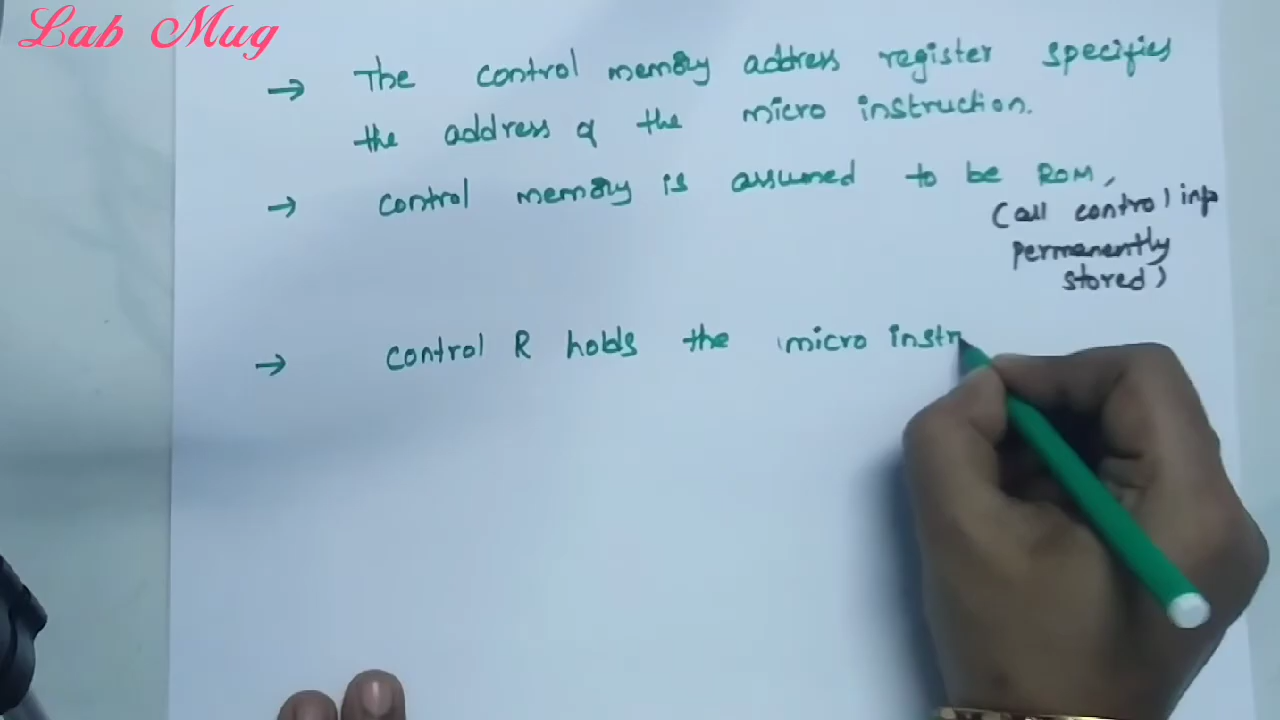 Lab Mug
→ The control memory address register specifies
the address of the micro instruction.
→ control memory is assumed to be ROM,
(all control info
permanently
stored)
→ control R holds the micro instr